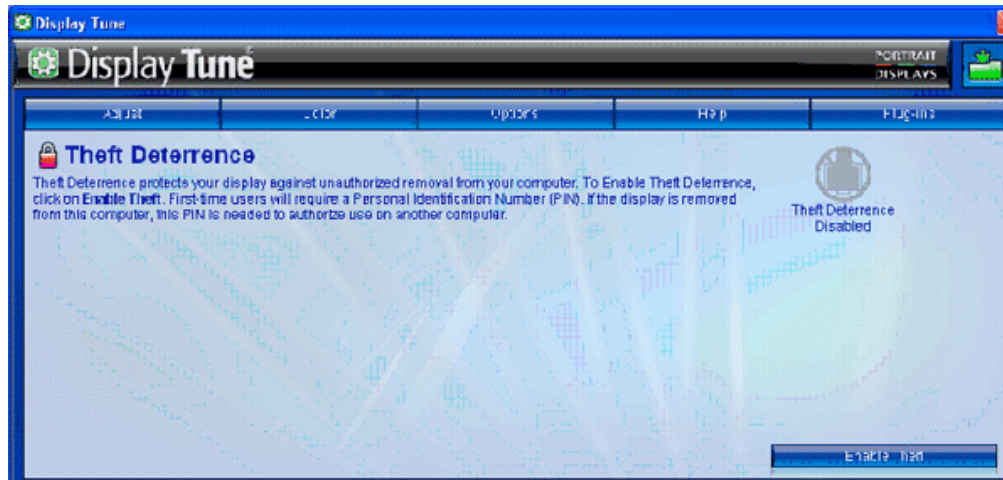 Display Tune
Display Tune
PORTRAIT
DISPLAYS
Adjust Color Options Help Plug-ins
Theft Deterrence
Theft Deterrence protects your display against unauthorized removal from your computer. To Enable Theft Deterrence,
click on Enable Theft. First-time users will require a Personal Identification Number (PIN). If the display is removed
from this computer, this PIN is needed to authorize use on another computer.
Theft Deterrence
Disabled
Enable Theft